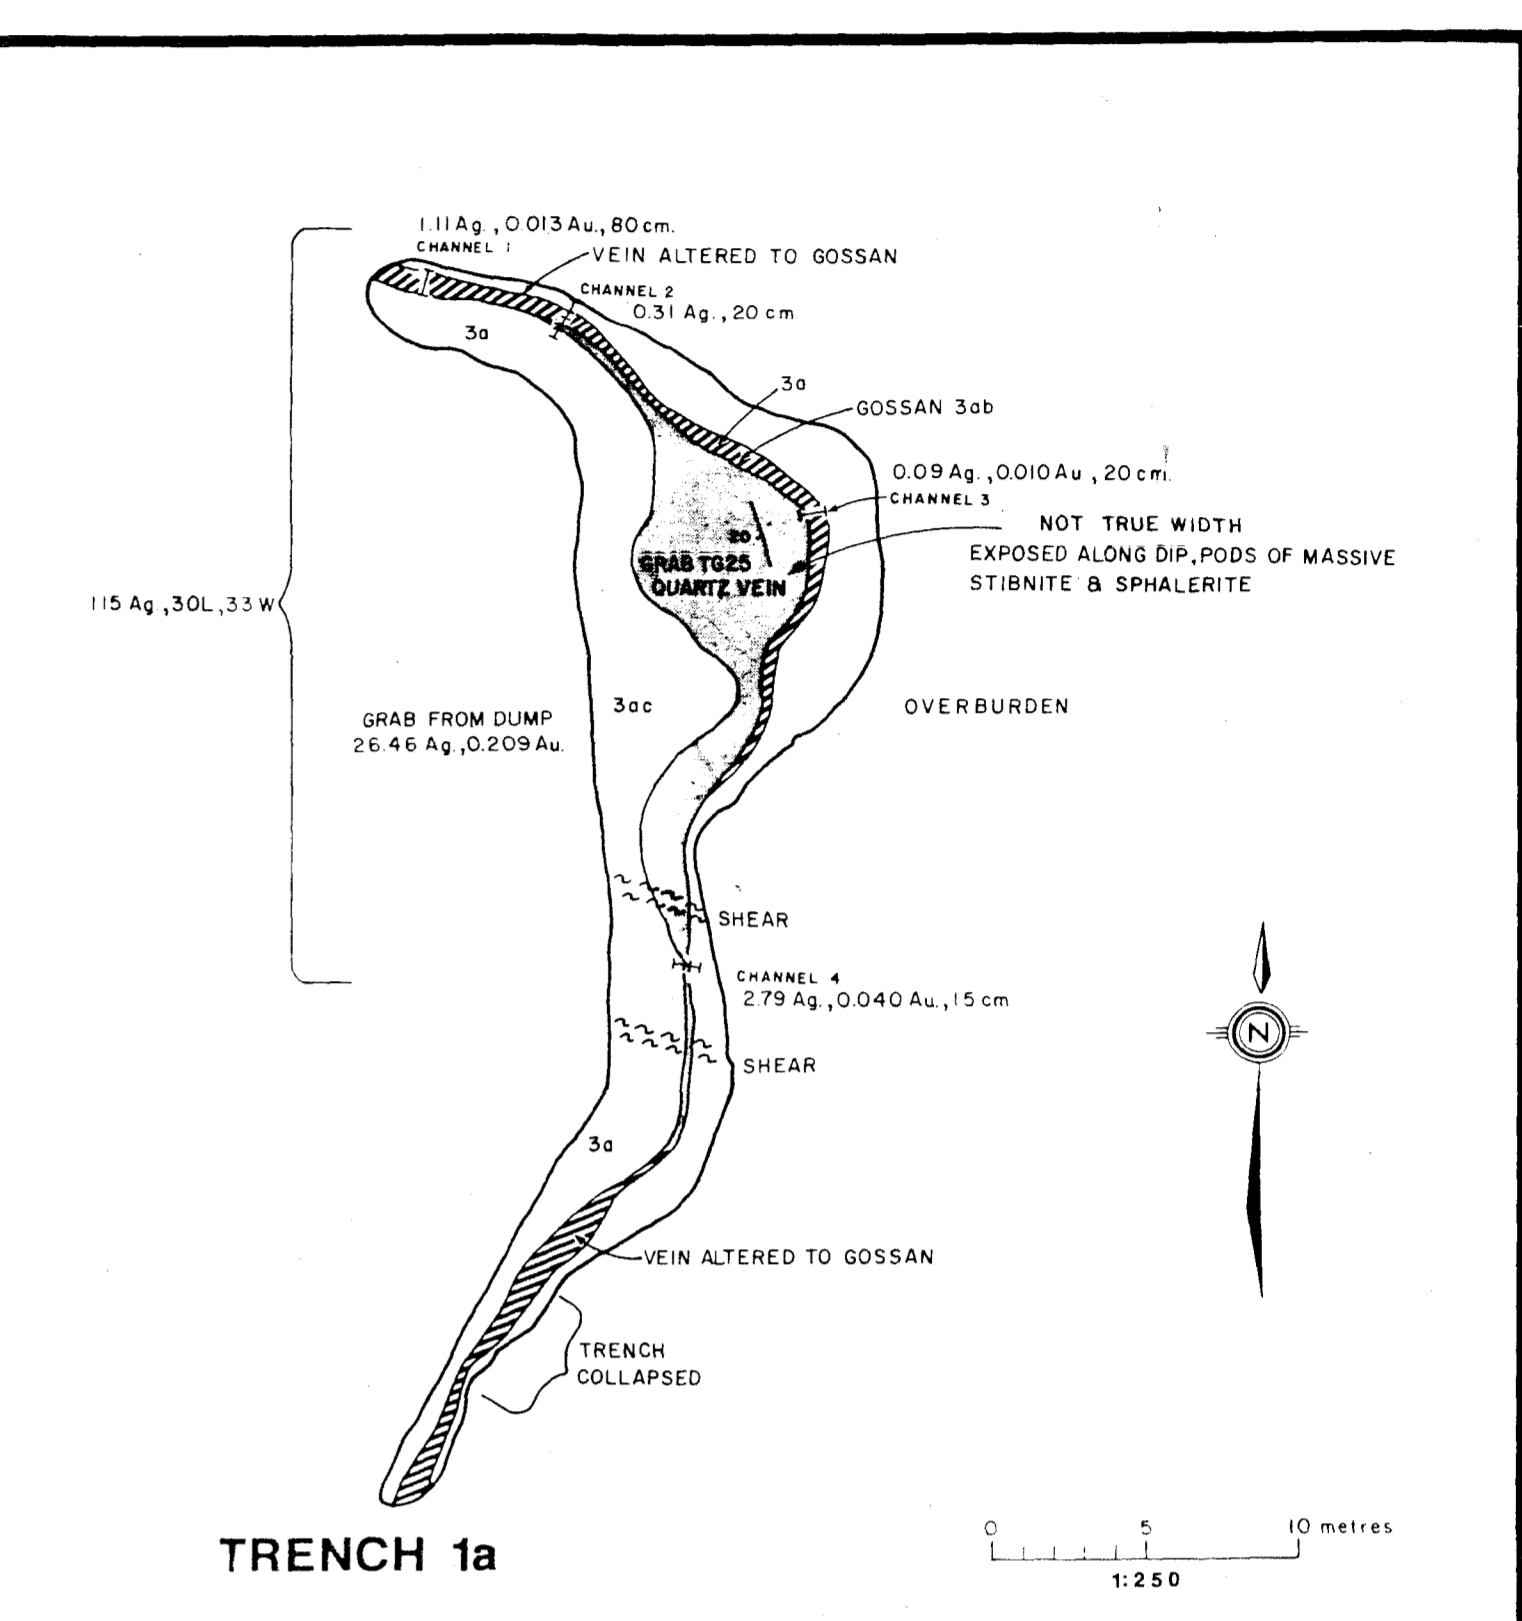 1.11 Ag., 0.013 Au., 80 cm.
CHANNEL 1
VEIN ALTERED TO GOSSAN
CHANNEL 2
0.31 Ag., 20 cm.
3a
3a
GOSSAN 3ab
0.09 Ag., 0.010 Au, 20 cm.
CHANNEL 3
NOT TRUE WIDTH
EXPOSED ALONG DIP, PODS OF MASSIVE
STIBNITE & SPHALERITE
20
GRAB TG25
QUARTZ VEIN
115 Ag., 30L, 33 W
3ac
OVERBURDEN
GRAB FROM DUMP
26.46 Ag., 0.209 Au.
SHEAR
CHANNEL 4
2.79 Ag., 0.040 Au., 15 cm
N
SHEAR
3a
VEIN ALTERED TO GOSSAN
TRENCH
COLLAPSED
TRENCH 1a
0 5 10 metres
1:250